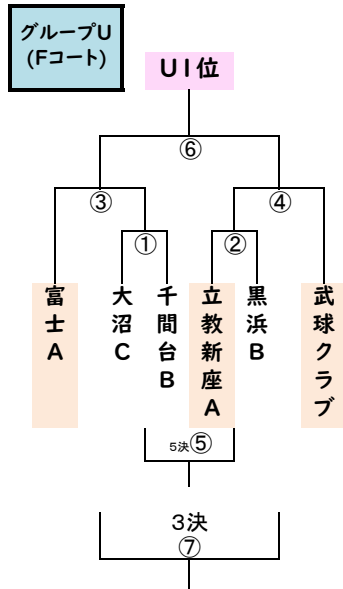 グループU
(Fコート)
U1位
⑥
③
④
①
②
富士A
大沼C
千間台B
立教新座A
黒浜B
武球クラブ
5決⑤
3決
⑦